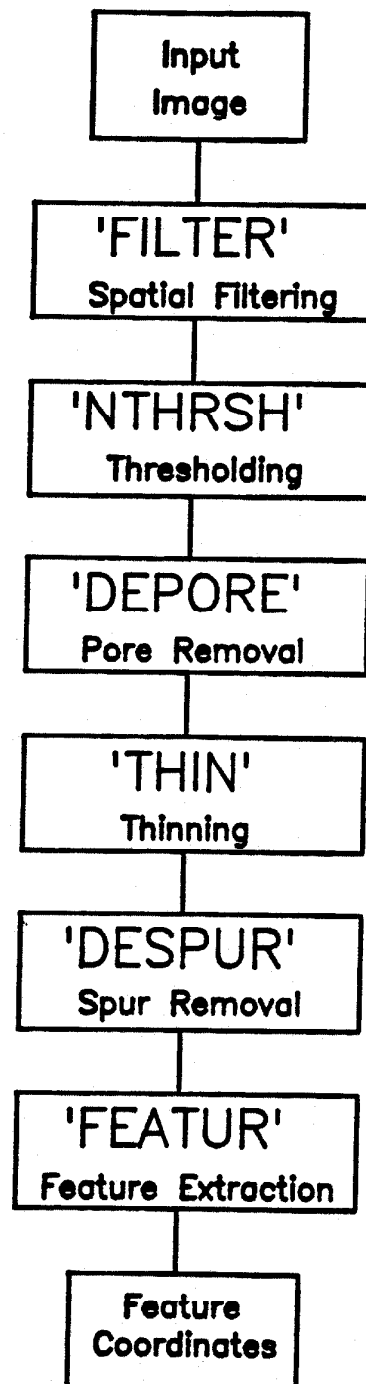 Input
Image
'FILTER'
Spatial Filtering
'NTHRSH'
Thresholding
'DEPORE'
Pore Removal
'THIN'
Thinning
'DESPUR'
Spur Removal
'FEATUR'
Feature Extraction
Feature
Coordinates